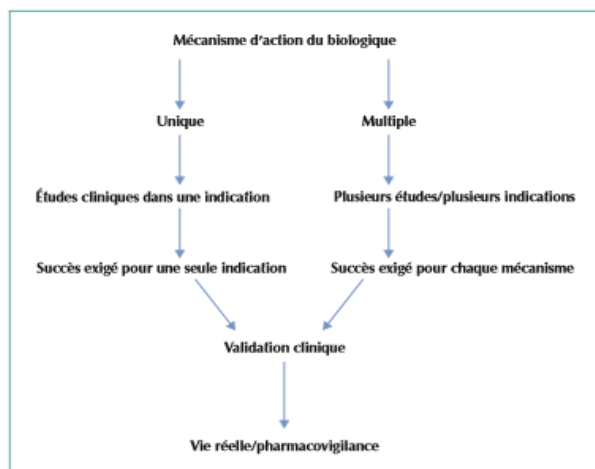 Mécanisme d'action du biologique
Unique
Multiple
Études cliniques dans une indication
Plusieurs études/plusieurs indications
Succès exigé pour une seule indication
Succès exigé pour chaque mécanisme
Validation clinique
Vie réelle/pharmacovigilance